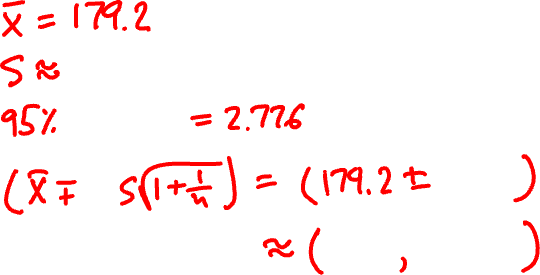 x̄ = 179.2
S ≈
95% = 2.776
(x̄ ∓ S√(1+1/n)) = (179.2 ± )
≈ ( , )